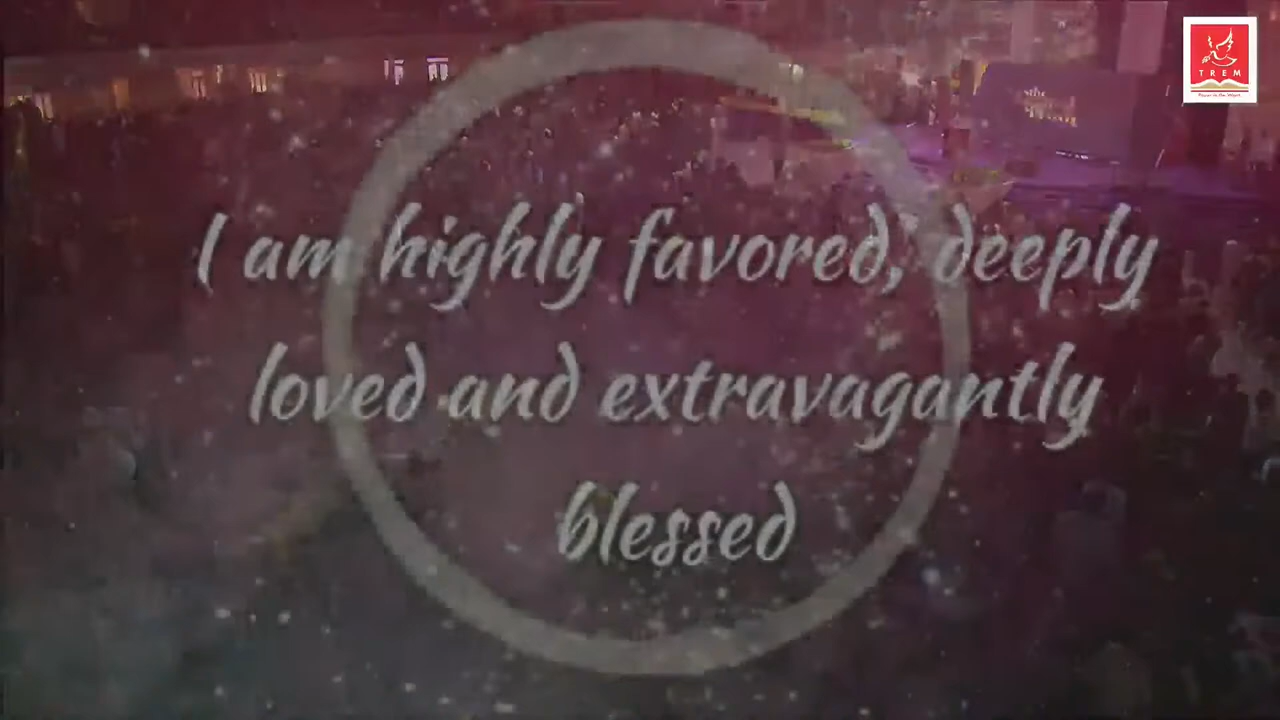 TREM
I am highly favored, deeply
loved and extravagantly
blessed